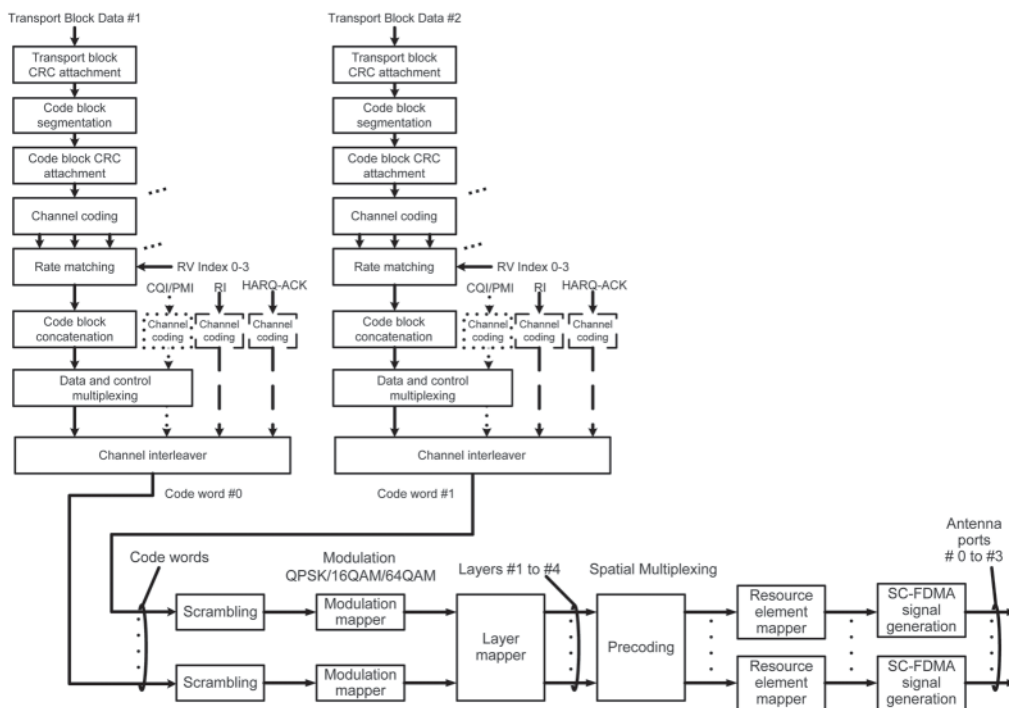 Transport Block Data #1
Transport block
CRC attachment
Code block
segmentation
Code block CRC
attachment
Channel coding
Rate matching
RV Index 0-3
CQI/PMI
RI
HARQ-ACK
Code block
concatenation
Channel
coding
Channel
coding
Channel
coding
Data and control
multiplexing
Channel interleaver
Code word #0
Transport Block Data #2
Transport block
CRC attachment
Code block
segmentation
Code block CRC
attachment
Channel coding
Rate matching
RV Index 0-3
CQI/PMI
RI
HARQ-ACK
Code block
concatenation
Channel
coding
Channel
coding
Channel
coding
Data and control
multiplexing
Channel interleaver
Code word #1
Code words
Modulation
QPSK/16QAM/64QAM
Layers #1 to #4
Spatial Multiplexing
Antenna
ports
# 0 to #3
Scrambling
Modulation
mapper
Layer
mapper
Precoding
Resource
element
mapper
SC-FDMA
signal
generation
Scrambling
Modulation
mapper
Resource
element
mapper
SC-FDMA
signal
generation